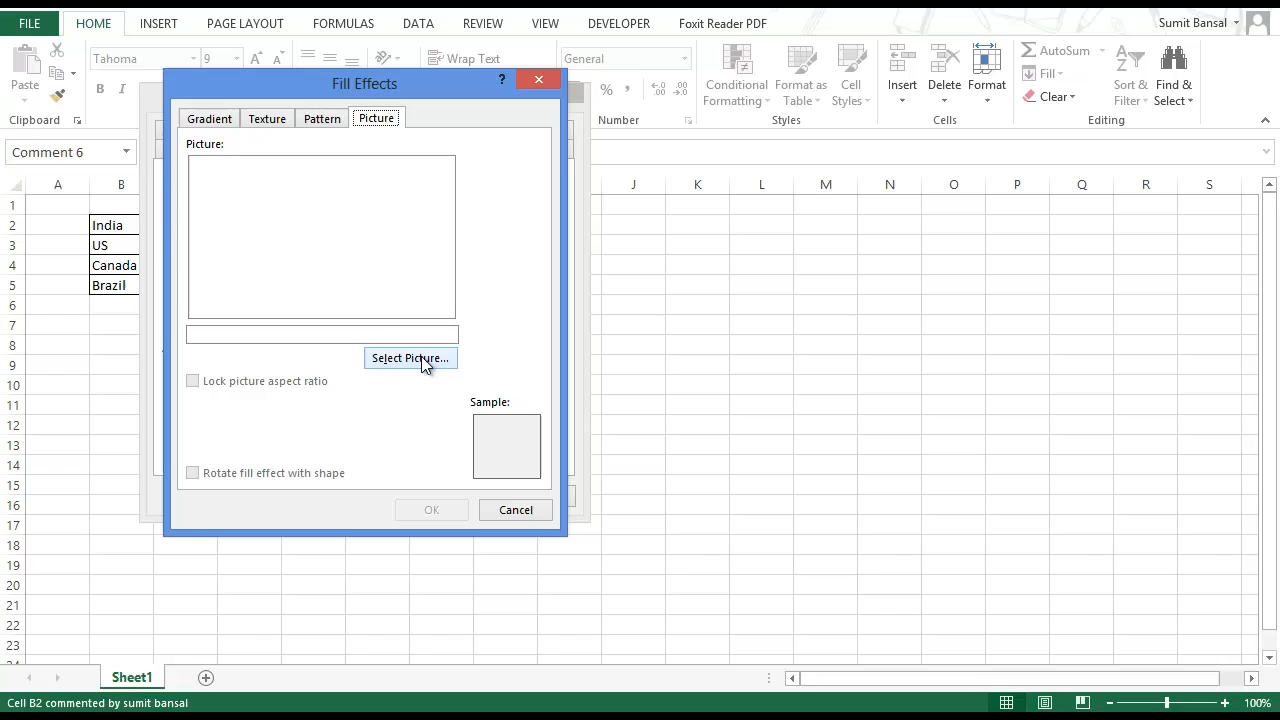 FILE HOME INSERT PAGE LAYOUT FORMULAS DATA REVIEW VIEW DEVELOPER Foxit Reader PDF Sumit Bansal
Paste
Clipboard
Tahoma 9
B I
Wrap Text
General
%
Number
Conditional Formatting
Format as Table
Cell Styles
Styles
Insert
Delete
Format
Cells
AutoSum
Fill
Clear
Sort & Filter
Find & Select
Editing
Comment 6
Fill Effects ?
Gradient Texture Pattern Picture
Picture:
Select Picture...
Lock picture aspect ratio
Sample:
Rotate fill effect with shape
OK Cancel
A B J K L M N O P Q R S
1
2 India
3 US
4 Canada
5 Brazil
6
7
8
9
10
11
12
13
14
15
16
17
18
19
20
21
22
23
24
Sheet1
Cell B2 commented by sumit bansal 100%